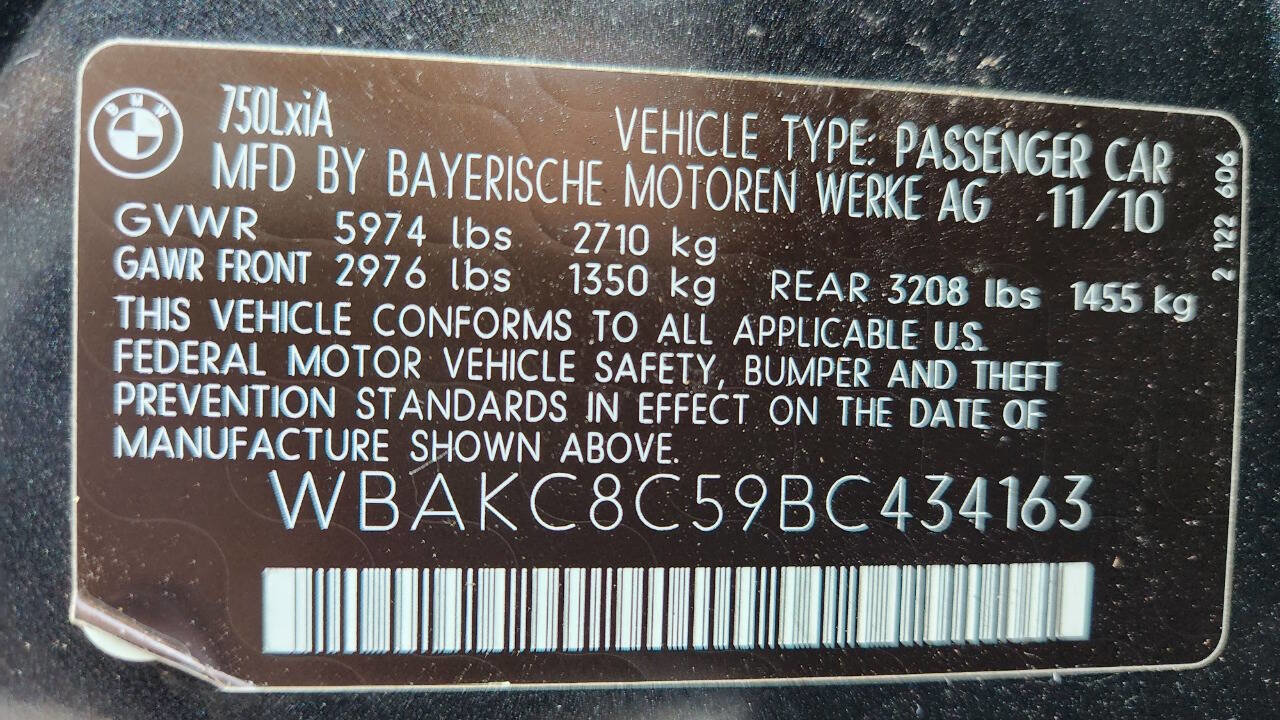 BMW
750LxiA
VEHICLE TYPE: PASSENGER CAR
MFD BY BAYERISCHE MOTOREN WERKE AG 11/10
GVWR 5974 lbs 2710 kg
GAWR FRONT 2976 lbs 1350 kg REAR 3208 lbs 1455 kg
THIS VEHICLE CONFORMS TO ALL APPLICABLE U.S.
FEDERAL MOTOR VEHICLE SAFETY, BUMPER AND THEFT
PREVENTION STANDARDS IN EFFECT ON THE DATE OF
MANUFACTURE SHOWN ABOVE.
WBAKC8C59BC434163
2 122 606